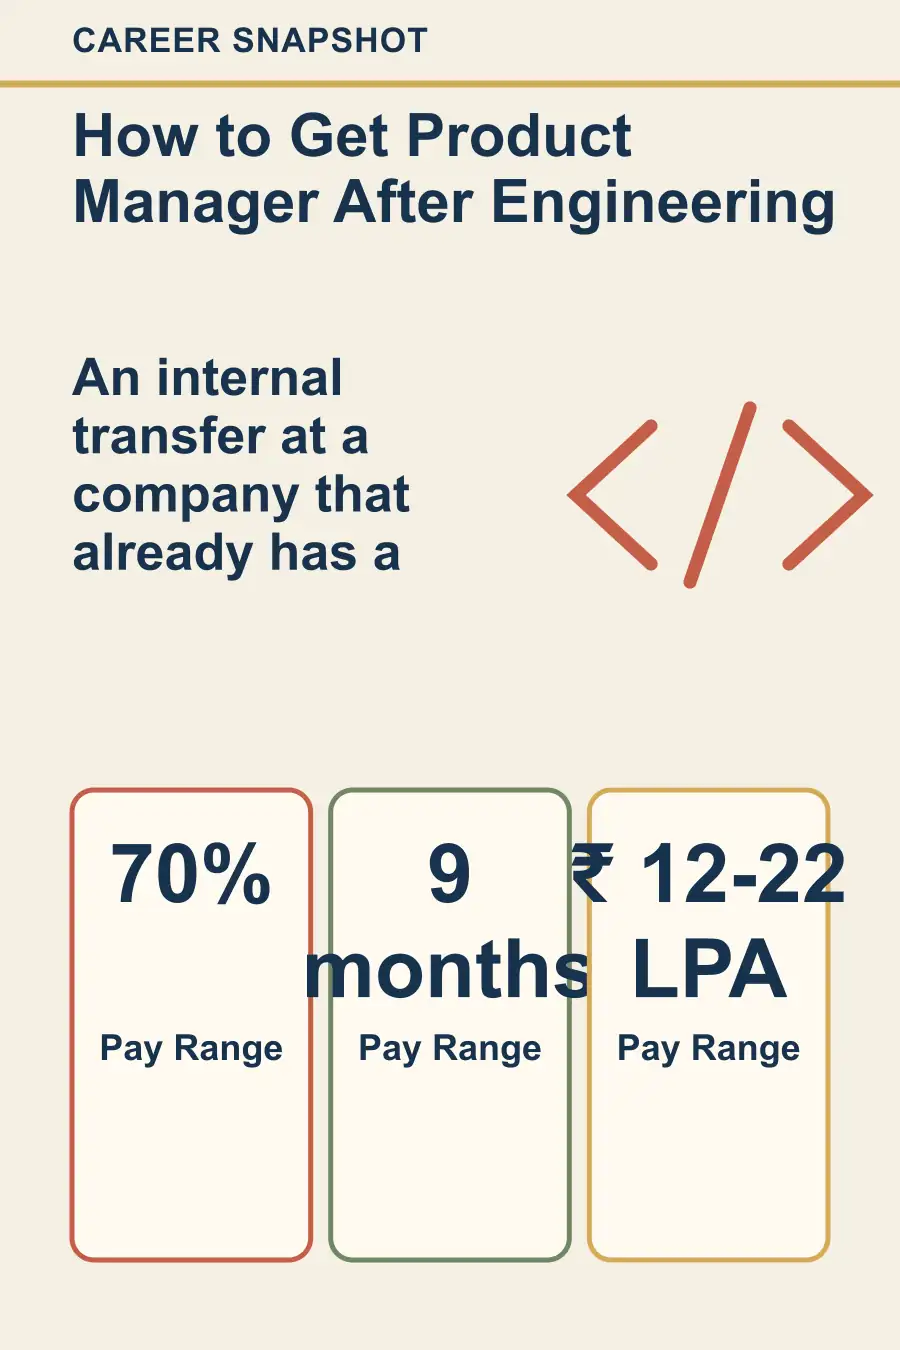 CAREER SNAPSHOT
How to Get Product
Manager After Engineering
An internal
transfer at a
company that
already has a
</>
70%
Pay Range
9
months
Pay Range
₹ 12-22
LPA
Pay Range